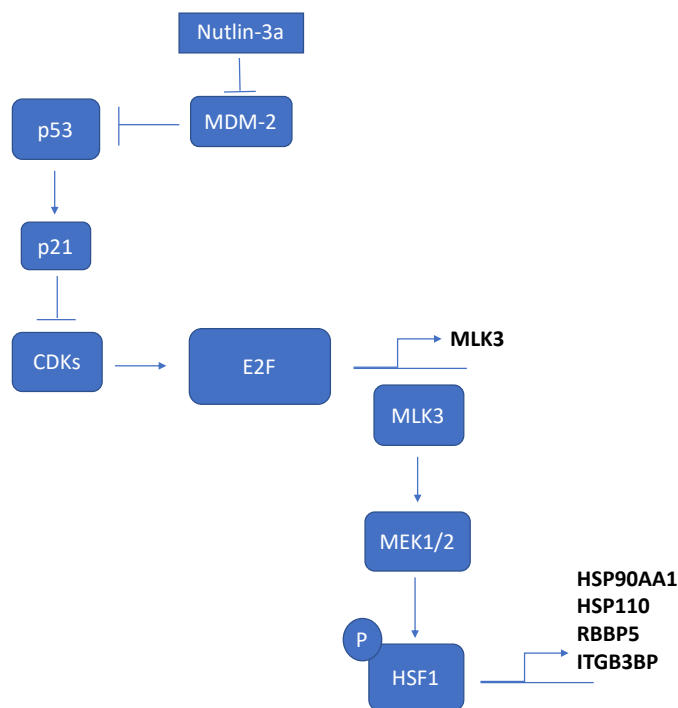 Nutlin-3a
MDM-2
p53
p21
CDKs
E2F
MLK3
MLK3
MEK1/2
P
HSF1
HSP90AA1
HSP110
RBBP5
ITGB3BP